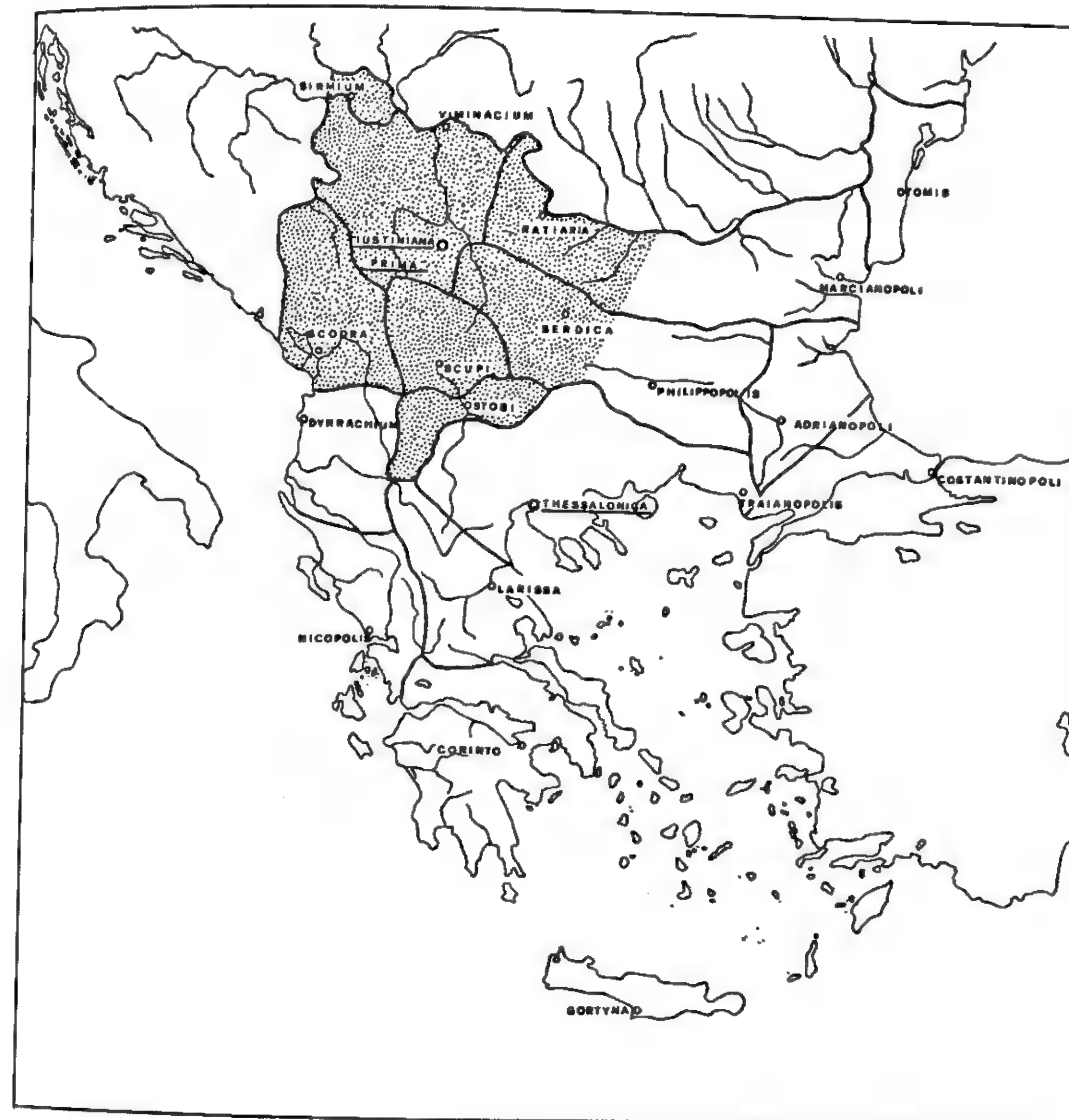 SIRMIUM
VIMINACIUM
TOMIS
RATIARIA
IUSTINIANA
PRIMA
MARCIANOPOLI
SERDICA
SCODRA
SCUPI
PHILIPPOPOLIS
STOBI
DYRRACHIUM
ADRIANOPOLI
COSTANTINOPOLI
THESSALONICA
TRAIANOPOLIS
LARISSA
NICOPOLIS
CORINTO
GORTYNA